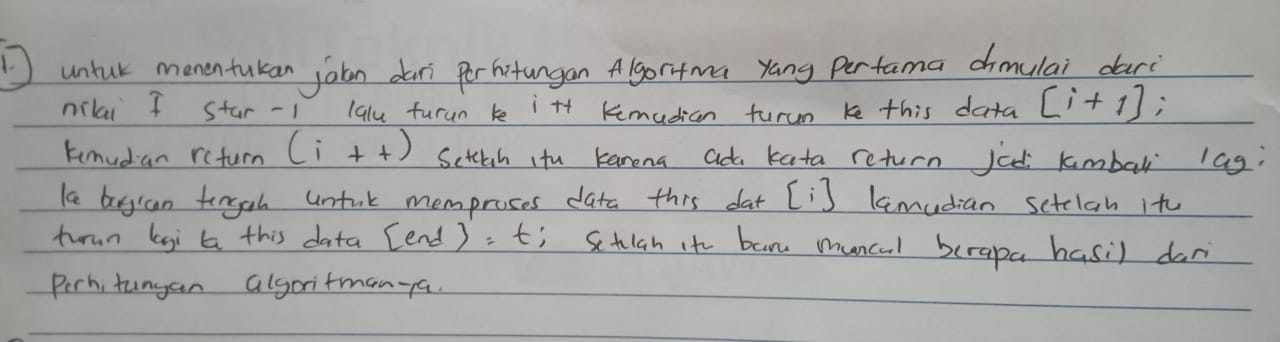 1.) untuk menentukan jalan dari Perhitungan Algoritma yang Pertama dimulai dari
nilai I star -1 lalu turun ke i ++ kemudian turun ke this data [i+1];
kemudian return (i ++) setelah itu karena ada kata return jadi kembali lagi
ke bagian tengah untuk memproses data this dat [i] kemudian setelah itu
turun lagi ke this data [end] = t; setelah itu baru muncul berapa hasil dari
Perhitungan algoritman-ya.